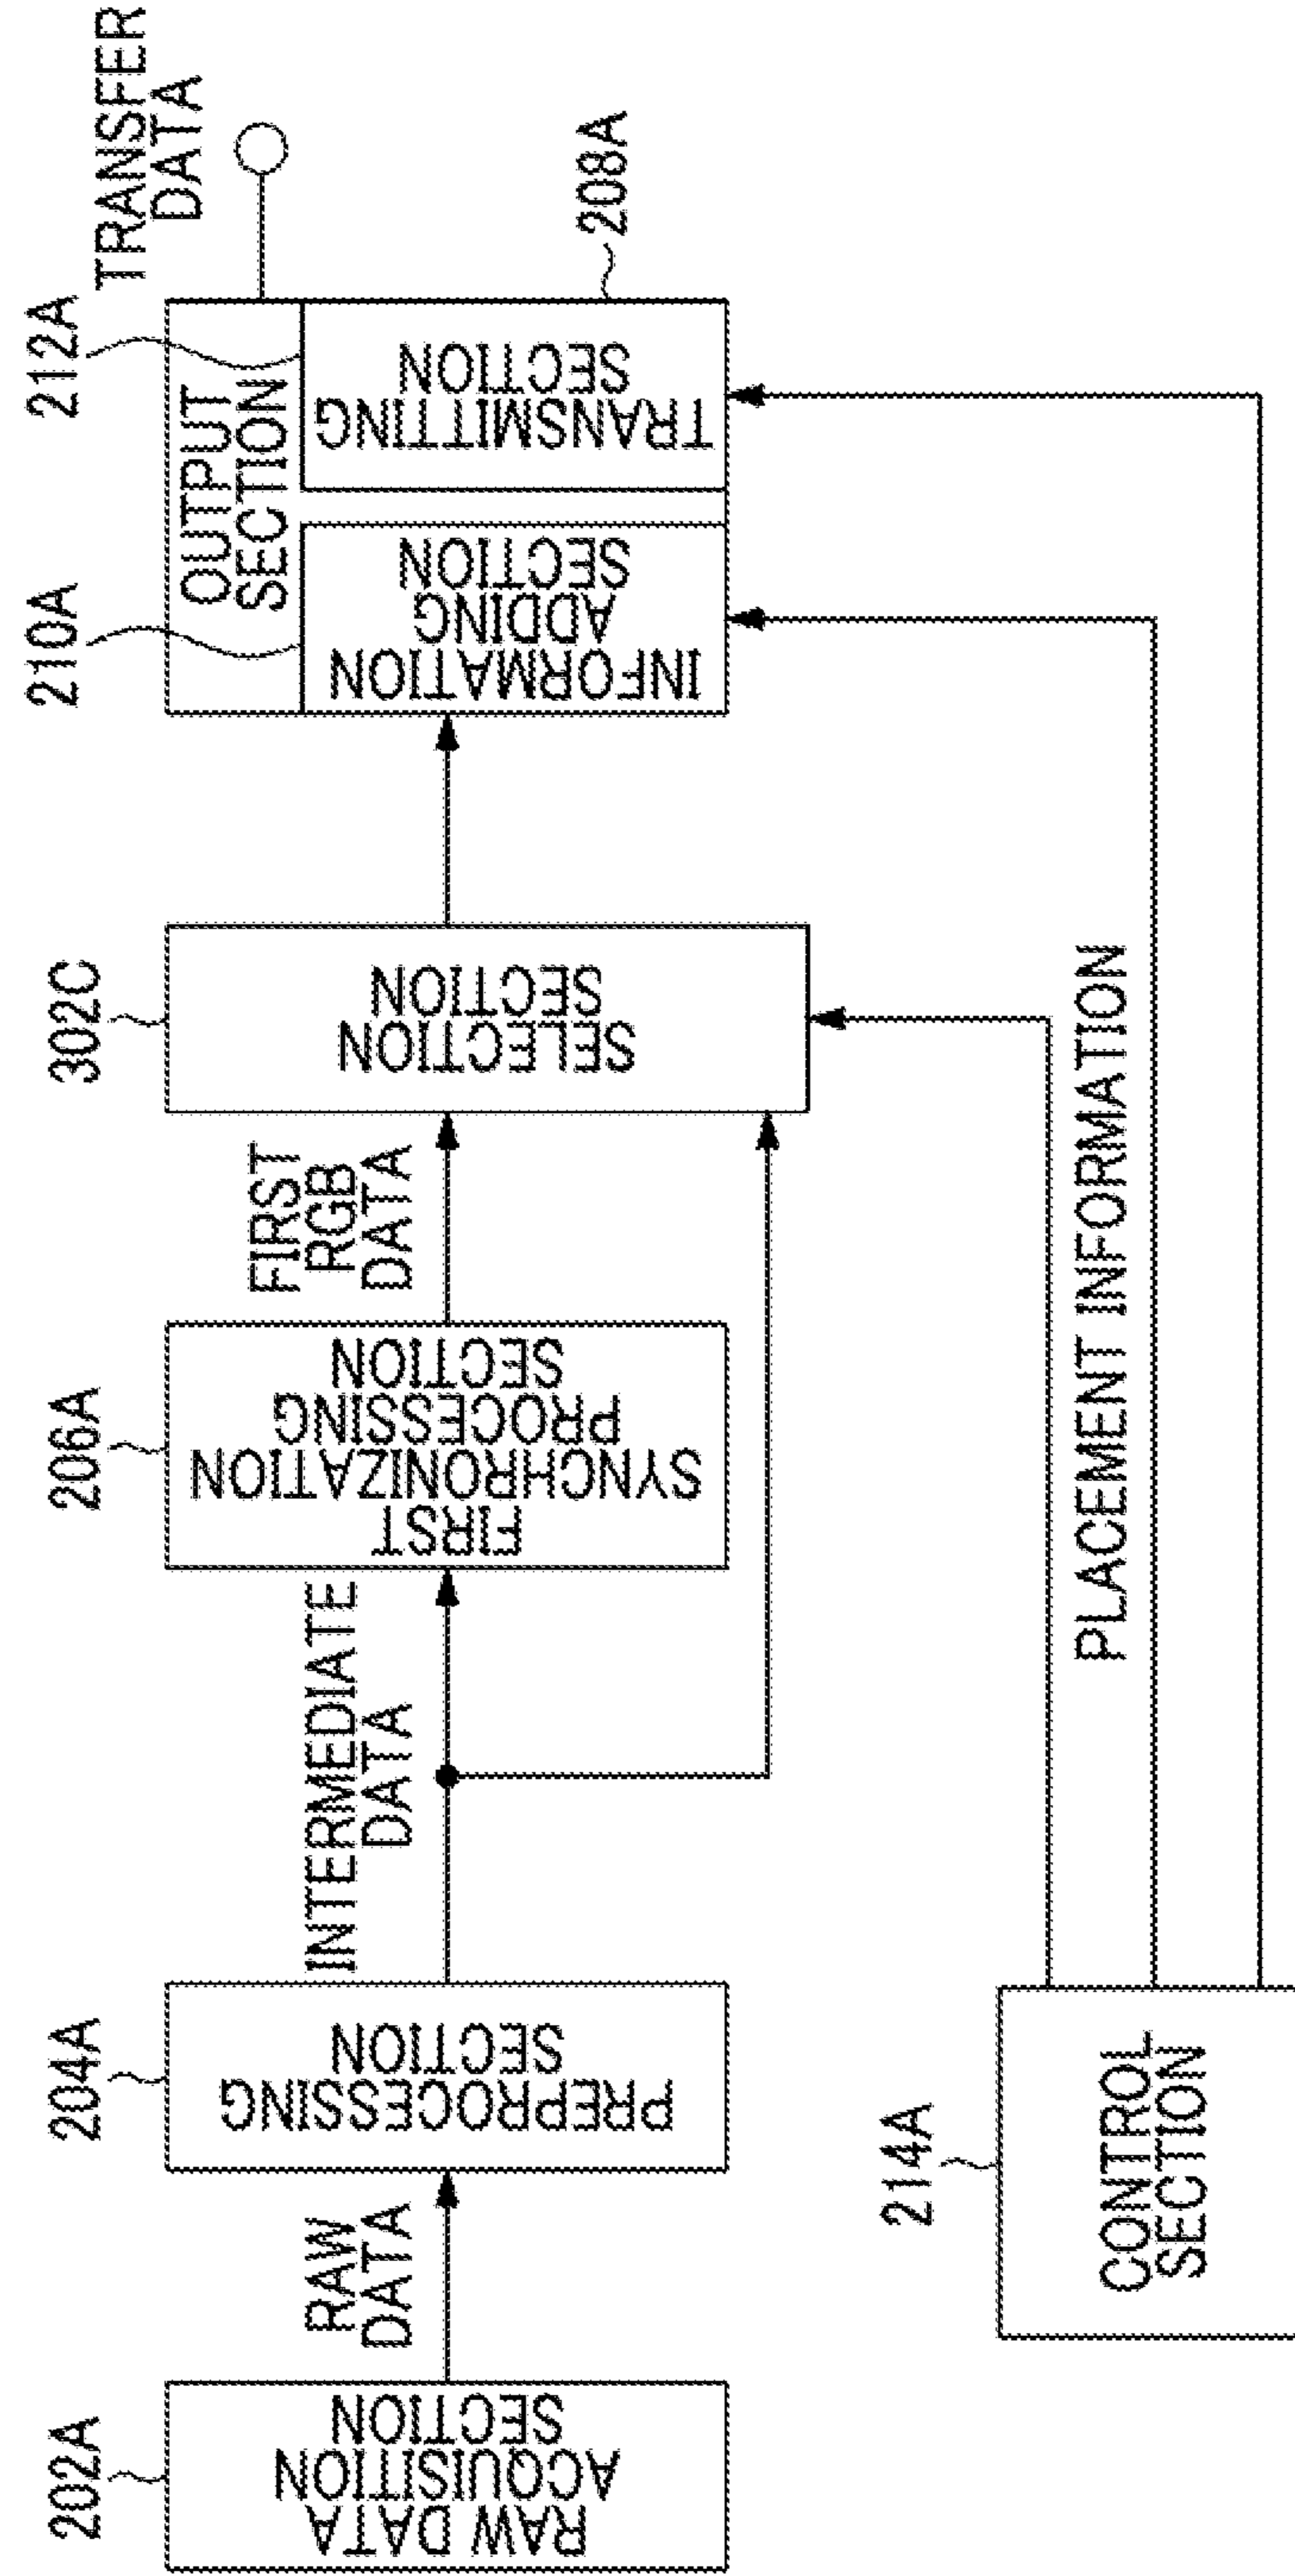 202A
RAW DATA
ACQUISITION
SECTION
RAW
DATA
204A
PREPROCESSING
SECTION
INTERMEDIATE
DATA
206A
FIRST
SYNCHRONIZATION
PROCESSING
SECTION
FIRST
RGB
DATA
302C
SELECTION
SECTION
210A
212A
OUTPUT
SECTION
INFORMATION
ADDING
SECTION
TRANSMITTING
SECTION
TRANSFER
DATA
208A
214A
CONTROL
SECTION
PLACEMENT INFORMATION